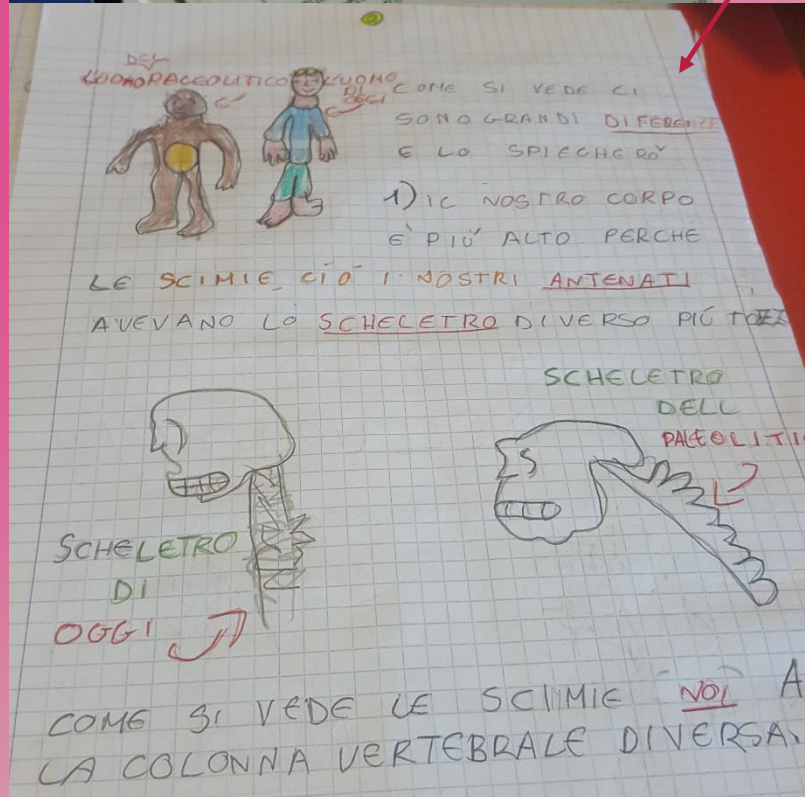 DEL
L'UOMO PALEOLITICO
L'UOMO
DI
OGGI
COME SI VEDE CI
SONO GRANDI DIFERENZE
E LO SPIEGHERÒ
1) IL NOSTRO CORPO
E' PIÙ ALTO PERCHE
LE SCIMIE CIO I NOSTRI ANTENATI
AVEVANO LO SCHELETRO DIVERSO PIÚ
SCHELETRO
DELL
PALEOLITI
SCHELETRO
DI
OGGI
COME SI VEDE LE SCIMIE NOI A
LA COLONNA VERTEBRALE DIVERSA.